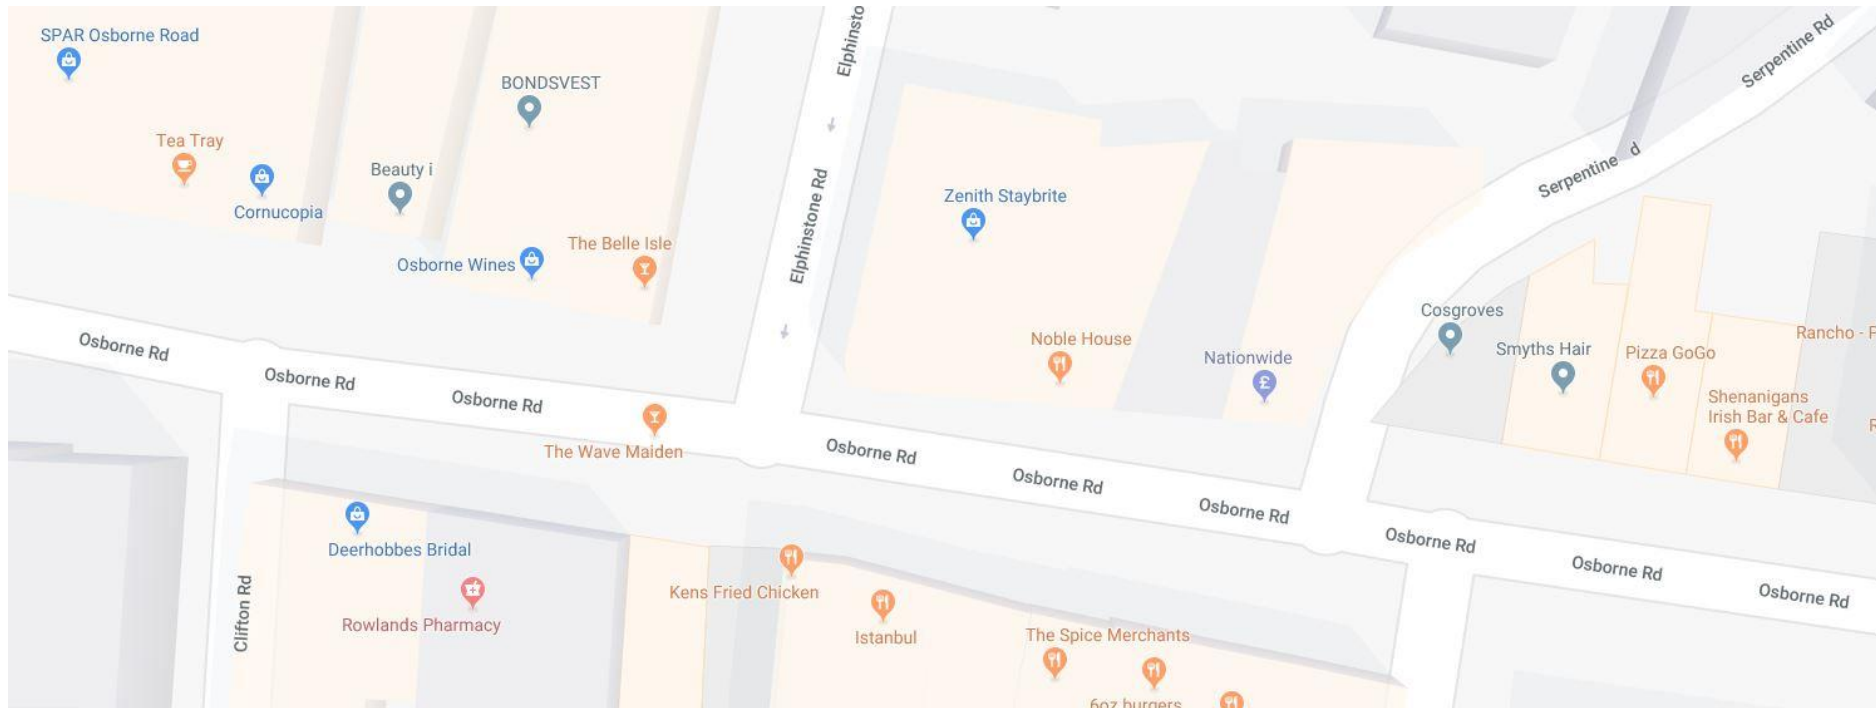 SPAR Osborne Road
BONDSVEST
Elphinsto
Serpentine Rd
Tea Tray
Beauty i
Cornucopia
Serpentine d
Zenith Staybrite
Elphinstone Rd
The Belle Isle
Osborne Wines
Cosgroves
Noble House
Nationwide
Smyths Hair
Pizza GoGo
Rancho - F
Osborne Rd
Osborne Rd
Osborne Rd
Shenanigans
Irish Bar & Cafe
R
The Wave Maiden
Osborne Rd
Osborne Rd
Osborne Rd
Osborne Rd
Osborne Rd
Osborne Rd
Deerhobbes Bridal
Kens Fried Chicken
Clifton Rd
Rowlands Pharmacy
Istanbul
The Spice Merchants
6oz burgers